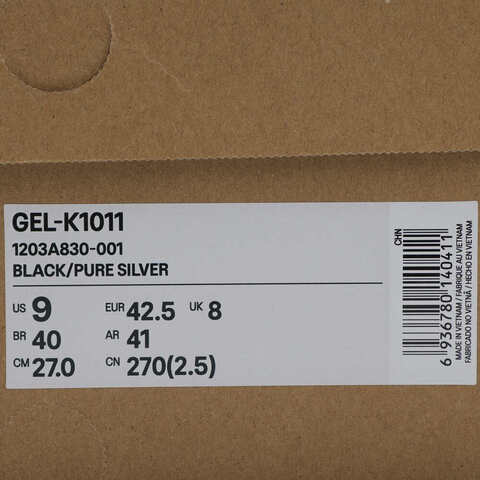 GEL-K1011
1203A830-001
BLACK/PURE SILVER
US 9 EUR 42.5 UK 8
BR 40 AR 41
CM 27.0 CN 270(2.5)
CHN
6 936780 140411
MADE IN VIETNAM / FABRIQUÉ AU VIETNAM
FABRICADO NO VIETNÃ / HECHO EN VIETNAM